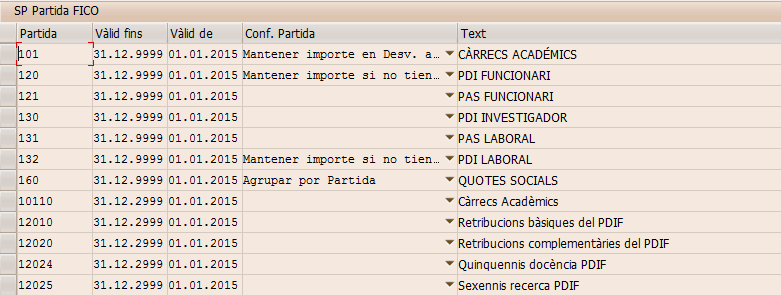 SP Partida FICO
Partida Vàlid fins Vàlid de Conf. Partida Text
101 31.12.9999 01.01.2015 Mantener importe en Desv. a… CÀRRECS ACADÉMICS
120 31.12.9999 01.01.2015 Mantener importe si no tien… PDI FUNCIONARI
121 31.12.9999 01.01.2015 PAS FUNCIONARI
130 31.12.9999 01.01.2015 PDI INVESTIGADOR
131 31.12.9999 01.01.2015 PAS LABORAL
132 31.12.9999 01.01.2015 Mantener importe si no tien… PDI LABORAL
160 31.12.9999 01.01.2015 Agrupar por Partida QUOTES SOCIALS
10110 31.12.2999 01.01.2015 Càrrecs Acadèmics
12010 31.12.2999 01.01.2015 Retribucions bàsiques del PDIF
12020 31.12.2999 01.01.2015 Retribucions complementàries del PDIF
12024 31.12.2999 01.01.2015 Quinquennis docència PDIF
12025 31.12.2999 01.01.2015 Sexennis recerca PDIF